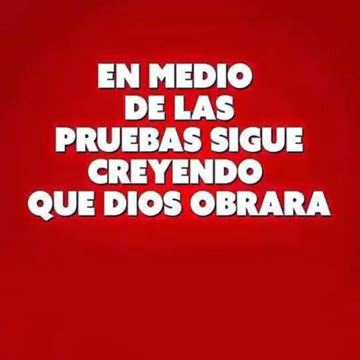 EN MEDIO
DE LAS
PRUEBAS SIGUE
CREYENDO
QUE DIOS OBRARA